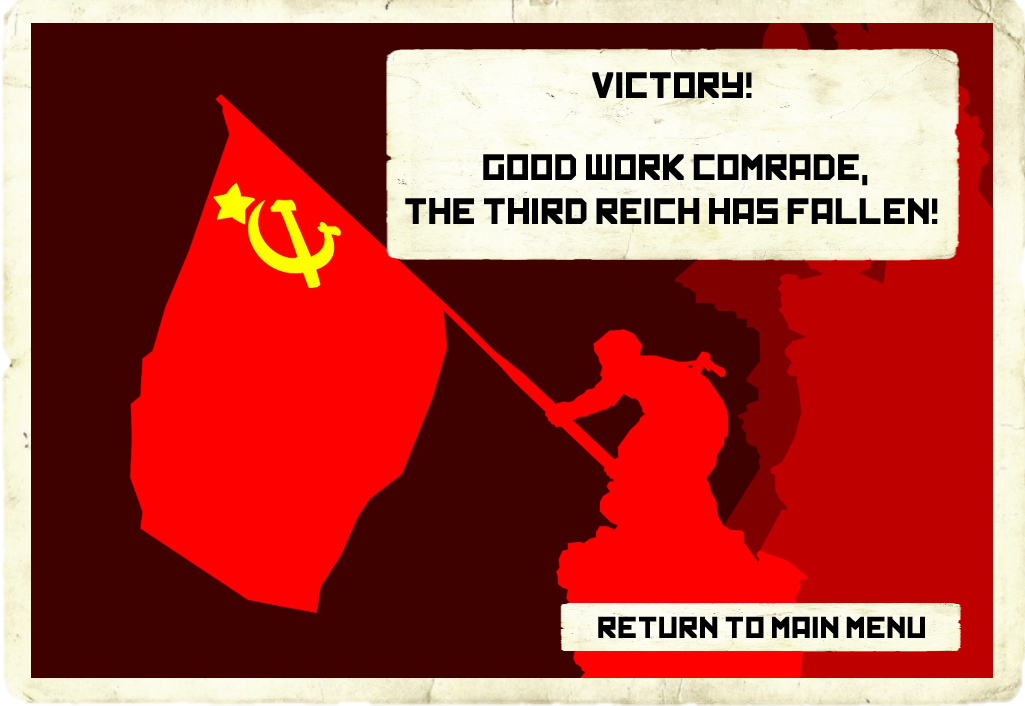 VICTORY!
GOOD WORK COMRADE,
THE THIRD REICH HAS FALLEN!
RETURN TO MAIN MENU